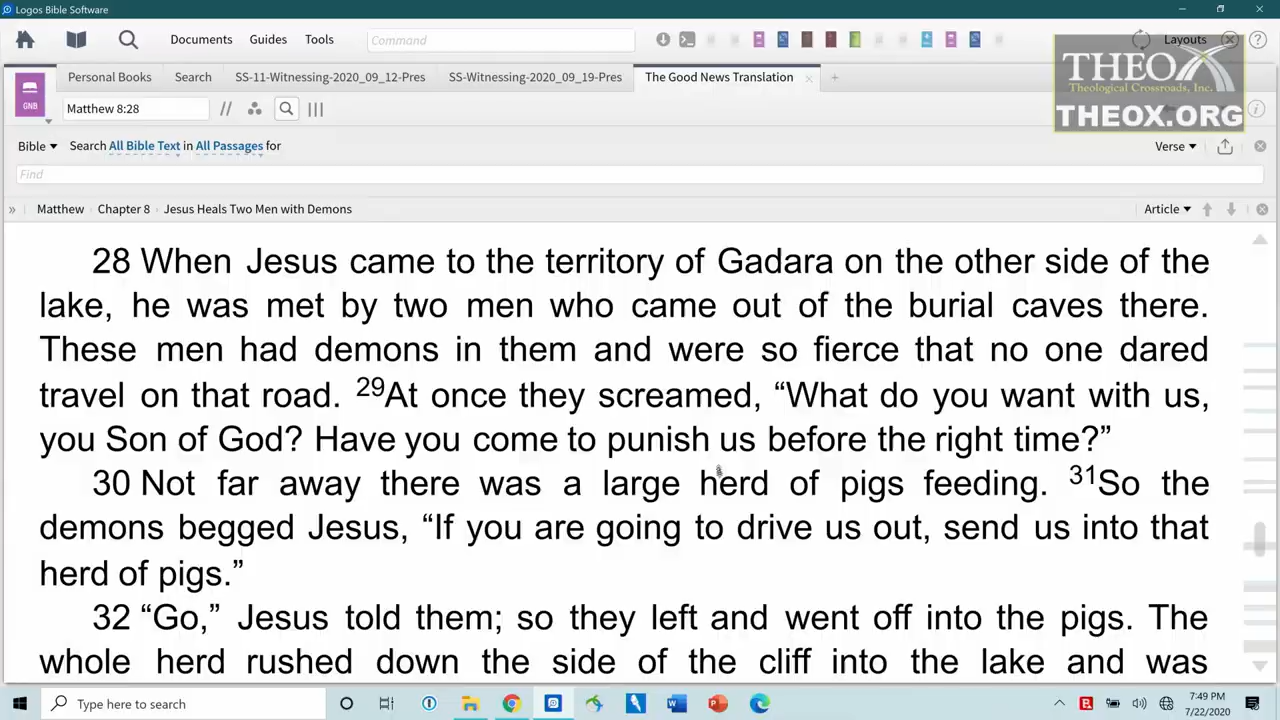 Logos Bible Software
Documents Guides Tools Command Layouts
THEOX
Theological Crossroads, Inc.
THEOX.ORG
Personal Books Search SS-11-Witnessing-2020_09_12-Pres SS-Witnessing-2020_09_19-Pres The Good News Translation
GNB
Matthew 8:28
Bible Search All Bible Text in All Passages for Verse
Find
» Matthew Chapter 8 Jesus Heals Two Men with Demons Article
28 When Jesus came to the territory of Gadara on the other side of the
lake, he was met by two men who came out of the burial caves there.
These men had demons in them and were so fierce that no one dared
travel on that road. 29At once they screamed, “What do you want with us,
you Son of God? Have you come to punish us before the right time?”
30 Not far away there was a large herd of pigs feeding. 31So the
demons begged Jesus, “If you are going to drive us out, send us into that
herd of pigs.”
32 “Go,” Jesus told them; so they left and went off into the pigs. The
whole herd rushed down the side of the cliff into the lake and was
Type here to search
7:49 PM
7/22/2020